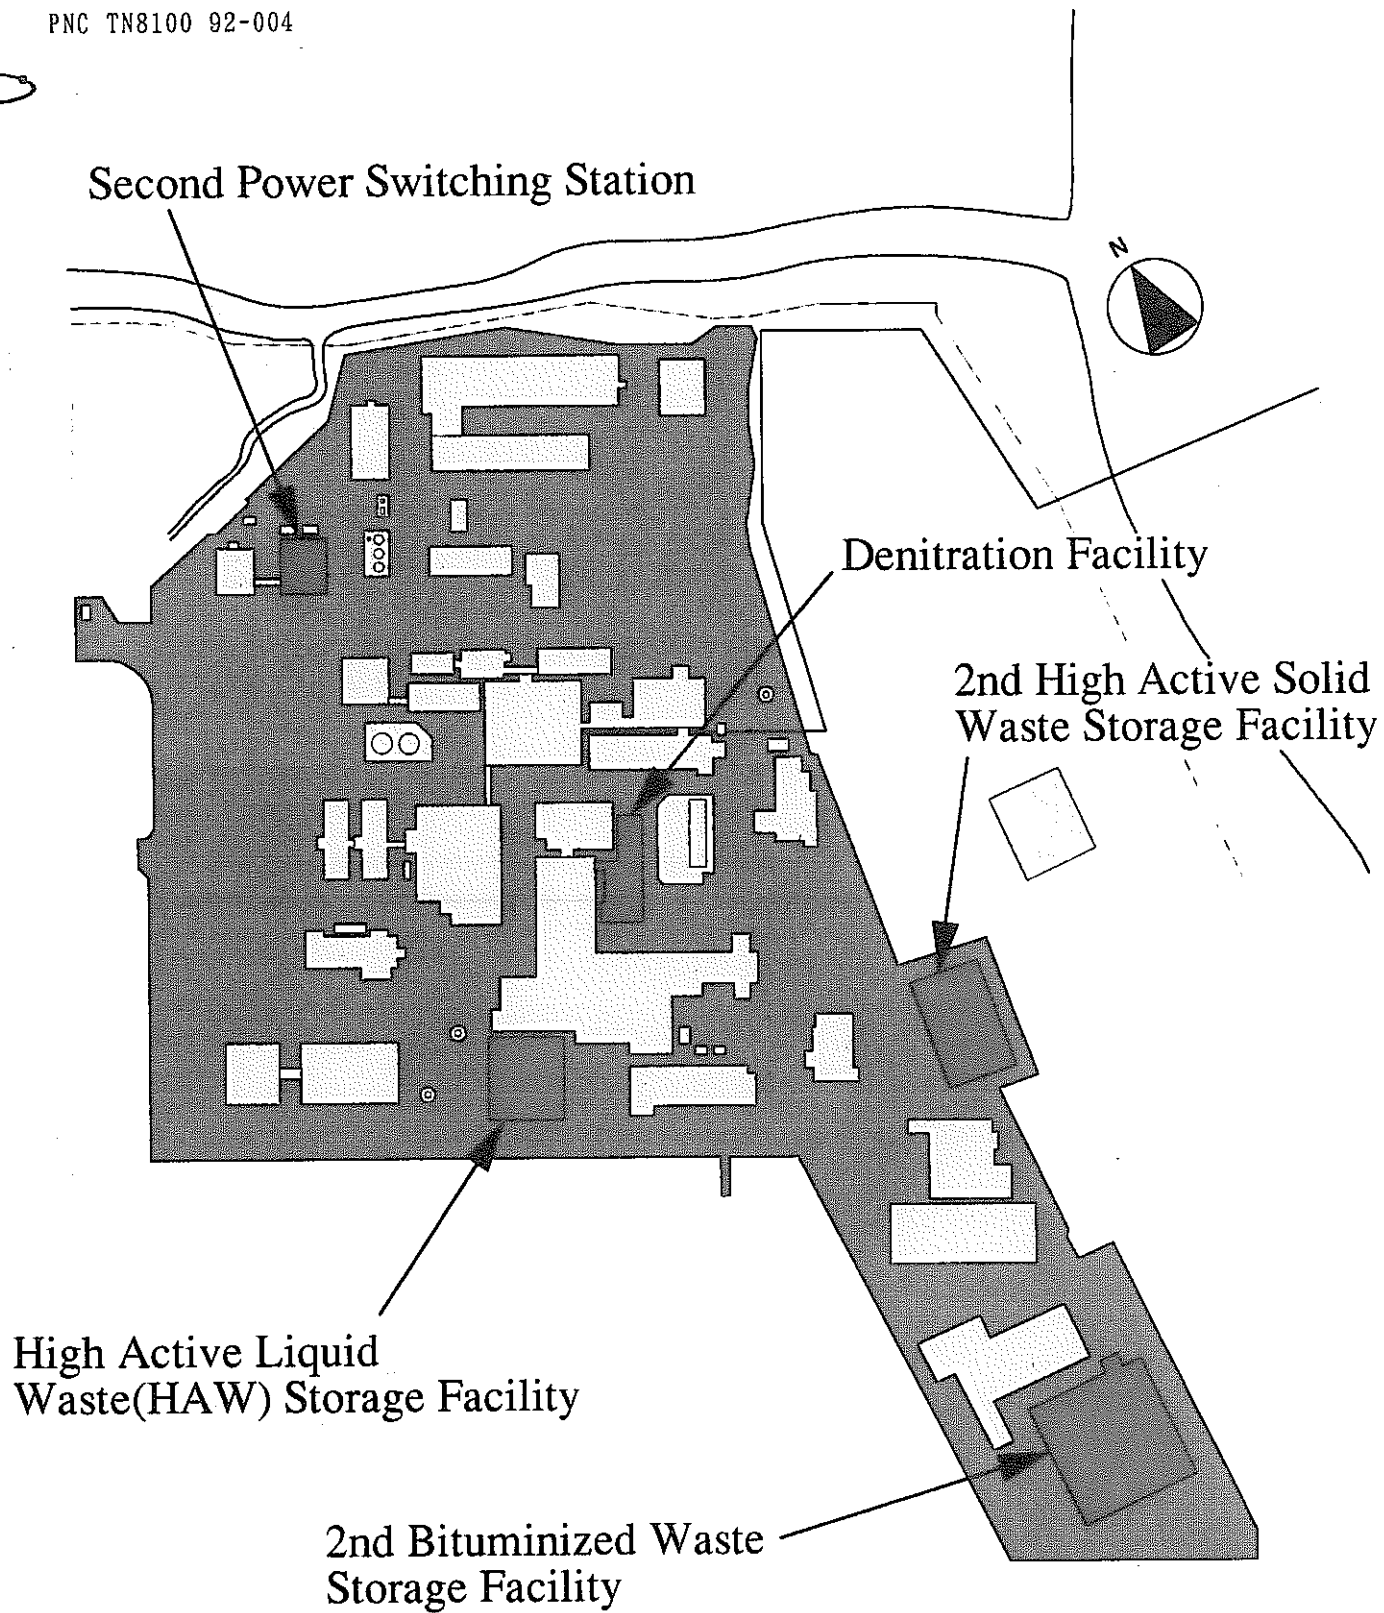 PNC TN8100 92-004
Second Power Switching Station
N
Denitration Facility
2nd High Active Solid
Waste Storage Facility
High Active Liquid
Waste(HAW) Storage Facility
2nd Bituminized Waste
Storage Facility